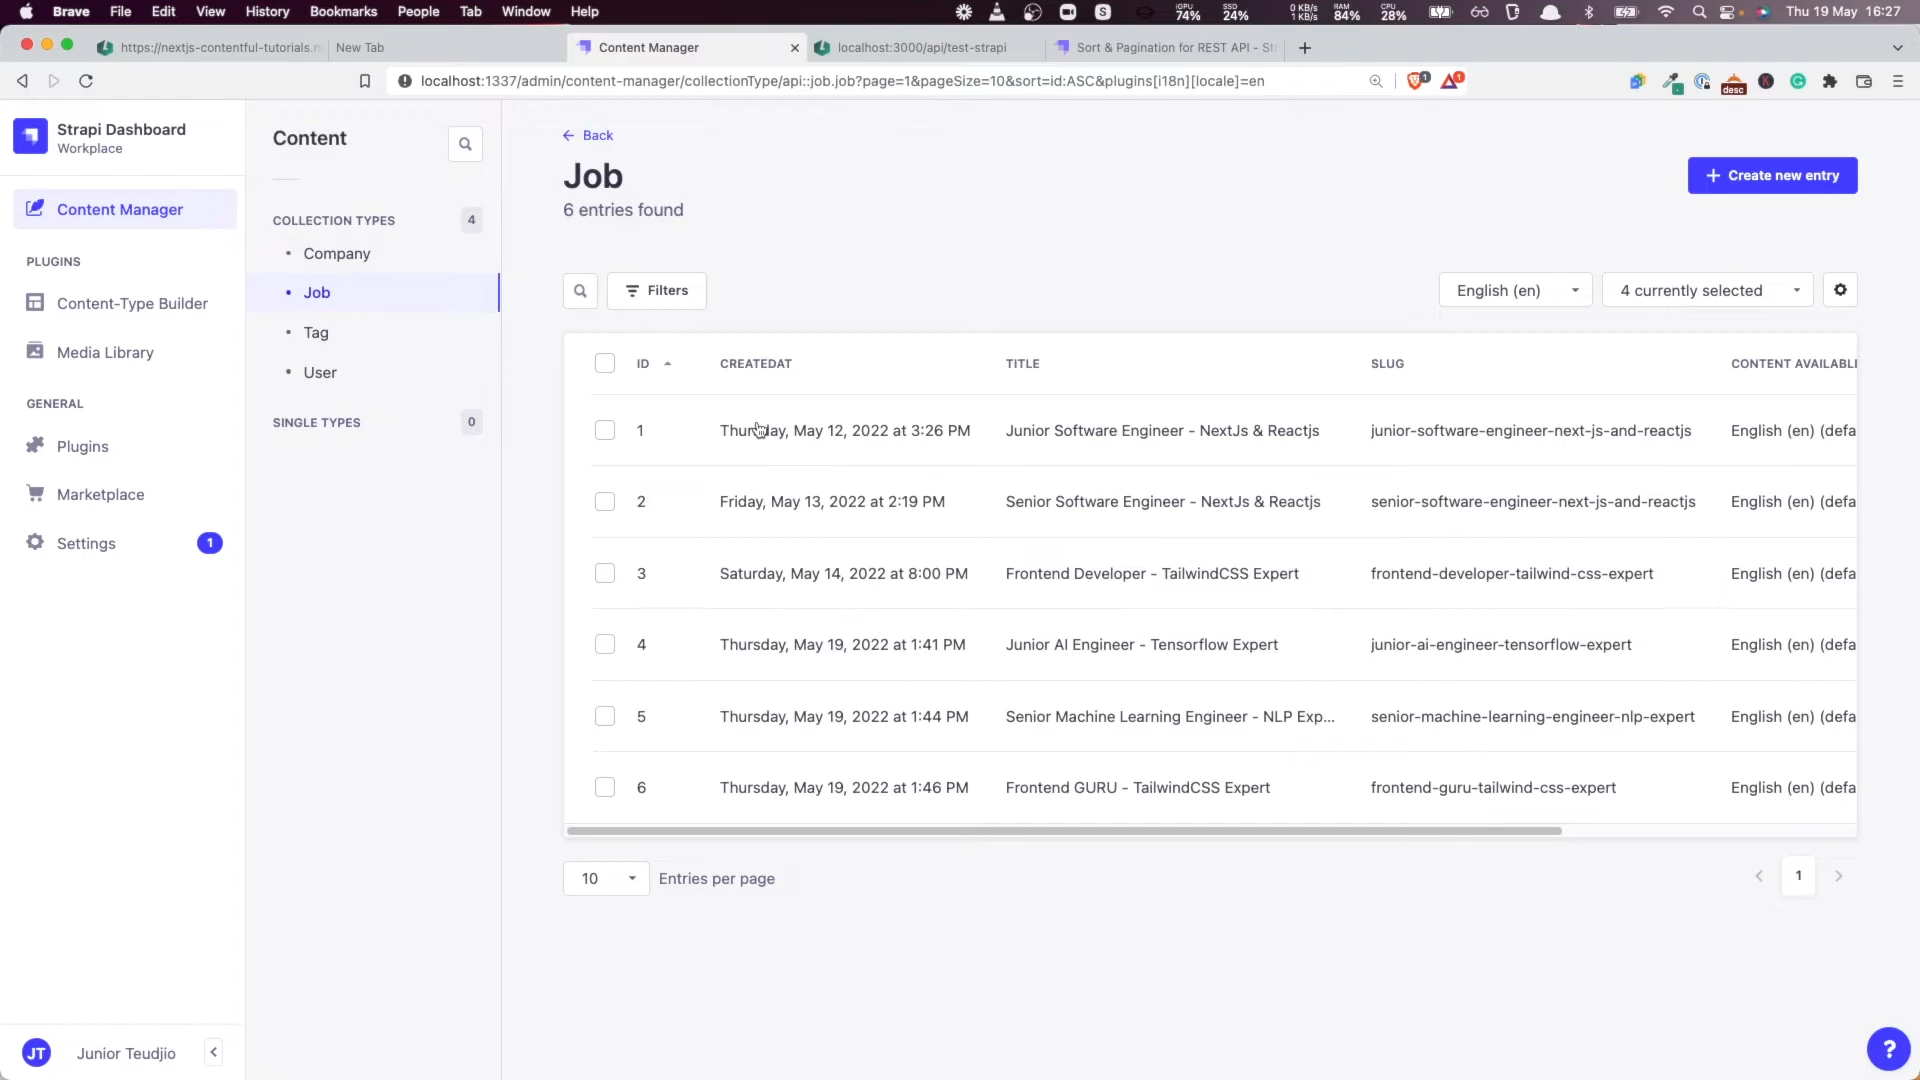 Brave File Edit View History Bookmarks People Tab Window Help
S
iGPU 74% SSD 24% 0 KB/s 1 KB/s RAM 84% CPU 28%
Thu 19 May 16:27
https://nextjs-contentful-tutorials.n
New Tab
Content Manager
localhost:3000/api/test-strapi
Sort & Pagination for REST API - St
localhost:1337/admin/content-manager/collectionType/api::job.job?page=1&pageSize=10&sort=id:ASC&plugins[i18n][locale]=en
1
1
desc
Strapi Dashboard
Workplace
Content Manager
PLUGINS
Content-Type Builder
Media Library
GENERAL
Plugins
Marketplace
Settings 1
JT Junior Teudjio
Content
COLLECTION TYPES 4
Company
Job
Tag
User
SINGLE TYPES 0
Back
Job
6 entries found
Create new entry
Filters
English (en)
4 currently selected
ID CREATEDAT TITLE SLUG CONTENT AVAILABL
1 Thursday, May 12, 2022 at 3:26 PM Junior Software Engineer - NextJs & Reactjs junior-software-engineer-next-js-and-reactjs English (en) (defa
2 Friday, May 13, 2022 at 2:19 PM Senior Software Engineer - NextJs & Reactjs senior-software-engineer-next-js-and-reactjs English (en) (defa
3 Saturday, May 14, 2022 at 8:00 PM Frontend Developer - TailwindCSS Expert frontend-developer-tailwind-css-expert English (en) (defa
4 Thursday, May 19, 2022 at 1:41 PM Junior AI Engineer - Tensorflow Expert junior-ai-engineer-tensorflow-expert English (en) (defa
5 Thursday, May 19, 2022 at 1:44 PM Senior Machine Learning Engineer - NLP Exp... senior-machine-learning-engineer-nlp-expert English (en) (defa
6 Thursday, May 19, 2022 at 1:46 PM Frontend GURU - TailwindCSS Expert frontend-guru-tailwind-css-expert English (en) (defa
10 Entries per page
1
?